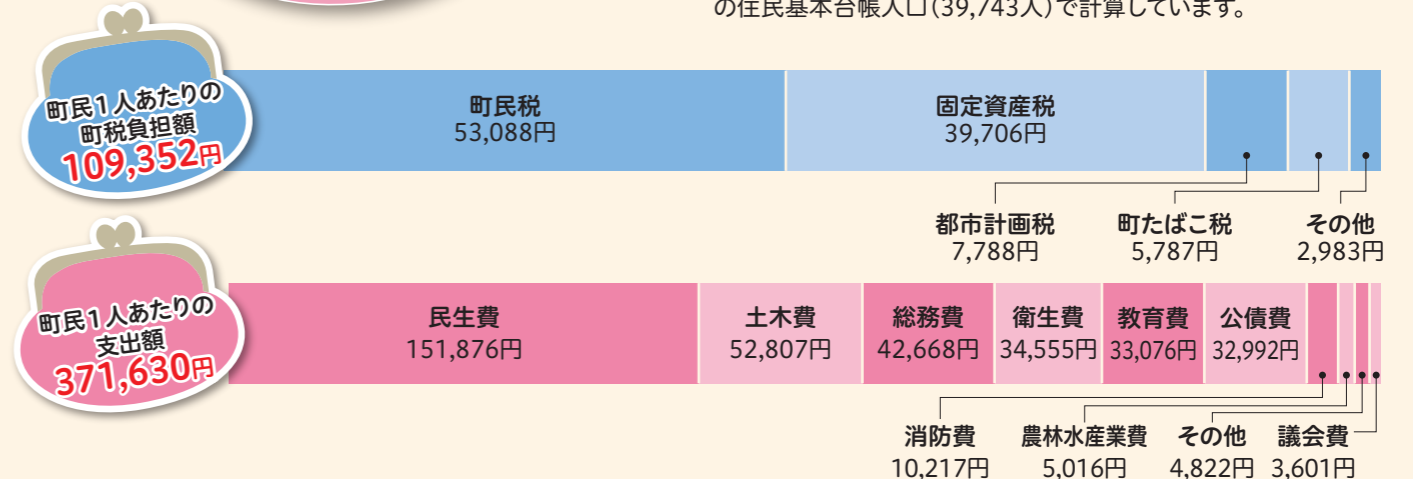 の住民基本台帳人口（39,743人）で計算しています。
町民1人あたりの
町税負担額
109,352円
町民税
53,088円
固定資産税
39,706円
都市計画税
7,788円
町たばこ税
5,787円
その他
2,983円
町民1人あたりの
支出額
371,630円
民生費
151,876円
土木費
52,807円
総務費
42,668円
衛生費
34,555円
教育費
33,076円
公債費
32,992円
消防費
10,217円
農林水産業費
5,016円
その他
4,822円
議会費
3,601円